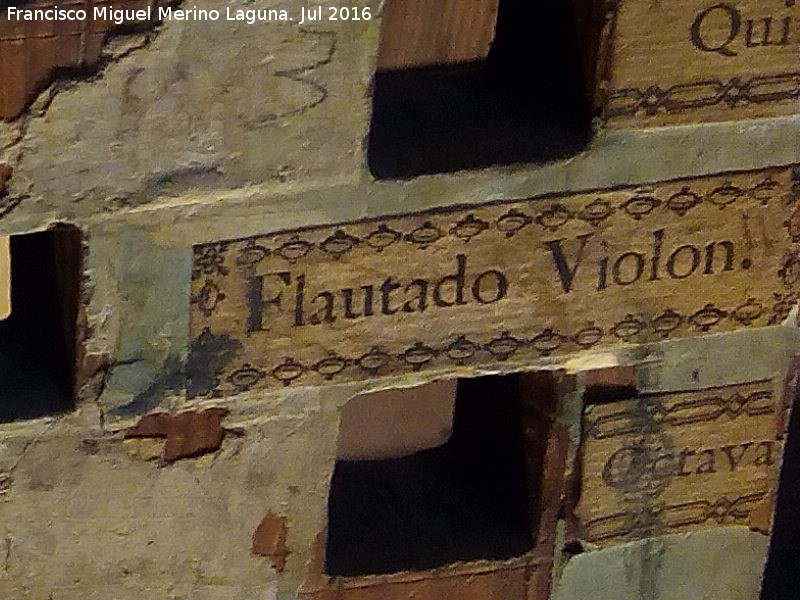 Francisco Miguel Merino Laguna. Jul 2016
Qui
Flautado Violon.
Octava